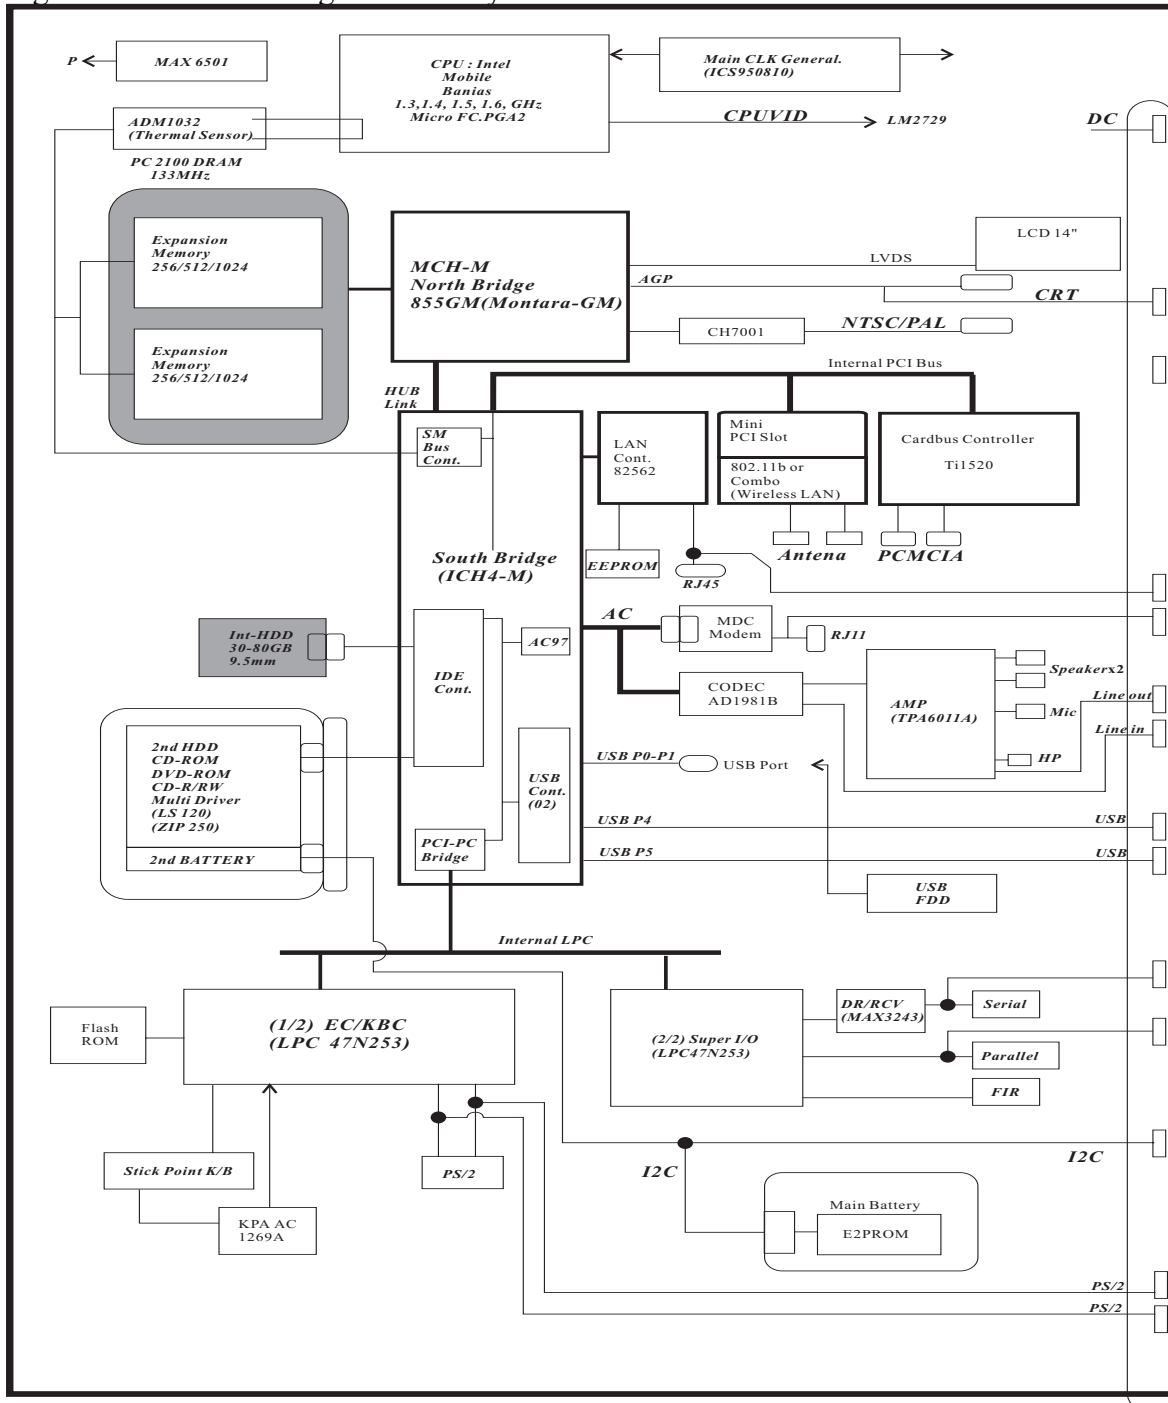 P
MAX 6501
CPU : Intel
Mobile
Banias
1.3,1.4, 1.5, 1.6, GHz
Micro FC.PGA2
Main CLK General.
(ICS950810)
CPUVID
LM2729
DC
ADM1032
(Thermal Sensor)
PC 2100 DRAM
133MHz
Expansion
Memory
256/512/1024
Expansion
Memory
256/512/1024
MCH-M
North Bridge
855GM(Montara-GM)
LCD 14"
LVDS
AGP
CRT
CH7001
NTSC/PAL
Internal PCI Bus
HUB
Link
SM
Bus
Cont.
LAN
Cont.
82562
Mini
PCI Slot
802.11b or
Combo
(Wireless LAN)
Cardbus Controller
Ti1520
South Bridge
(ICH4-M)
EEPROM
RJ45
Antena
PCMCIA
AC
MDC
Modem
RJ11
Int-HDD
30-80GB
9.5mm
AC97
IDE
Cont.
CODEC
AD1981B
AMP
(TPA6011A)
Speakerx2
Line out
Mic
Line in
HP
2nd HDD
CD-ROM
DVD-ROM
CD-R/RW
Multi Driver
(LS 120)
(ZIP 250)
2nd BATTERY
USB
Cont.
(02)
USB P0-P1
USB Port
USB P4
USB
USB P5
USB
PCI-PC
Bridge
USB
FDD
Internal LPC
Flash
ROM
(1/2) EC/KBC
(LPC 47N253)
(2/2) Super I/O
(LPC47N253)
DR/RCV
(MAX3243)
Serial
Parallel
FIR
Stick Point K/B
PS/2
I2C
I2C
KPA AC
1269A
Main Battery
E2PROM
PS/2
PS/2